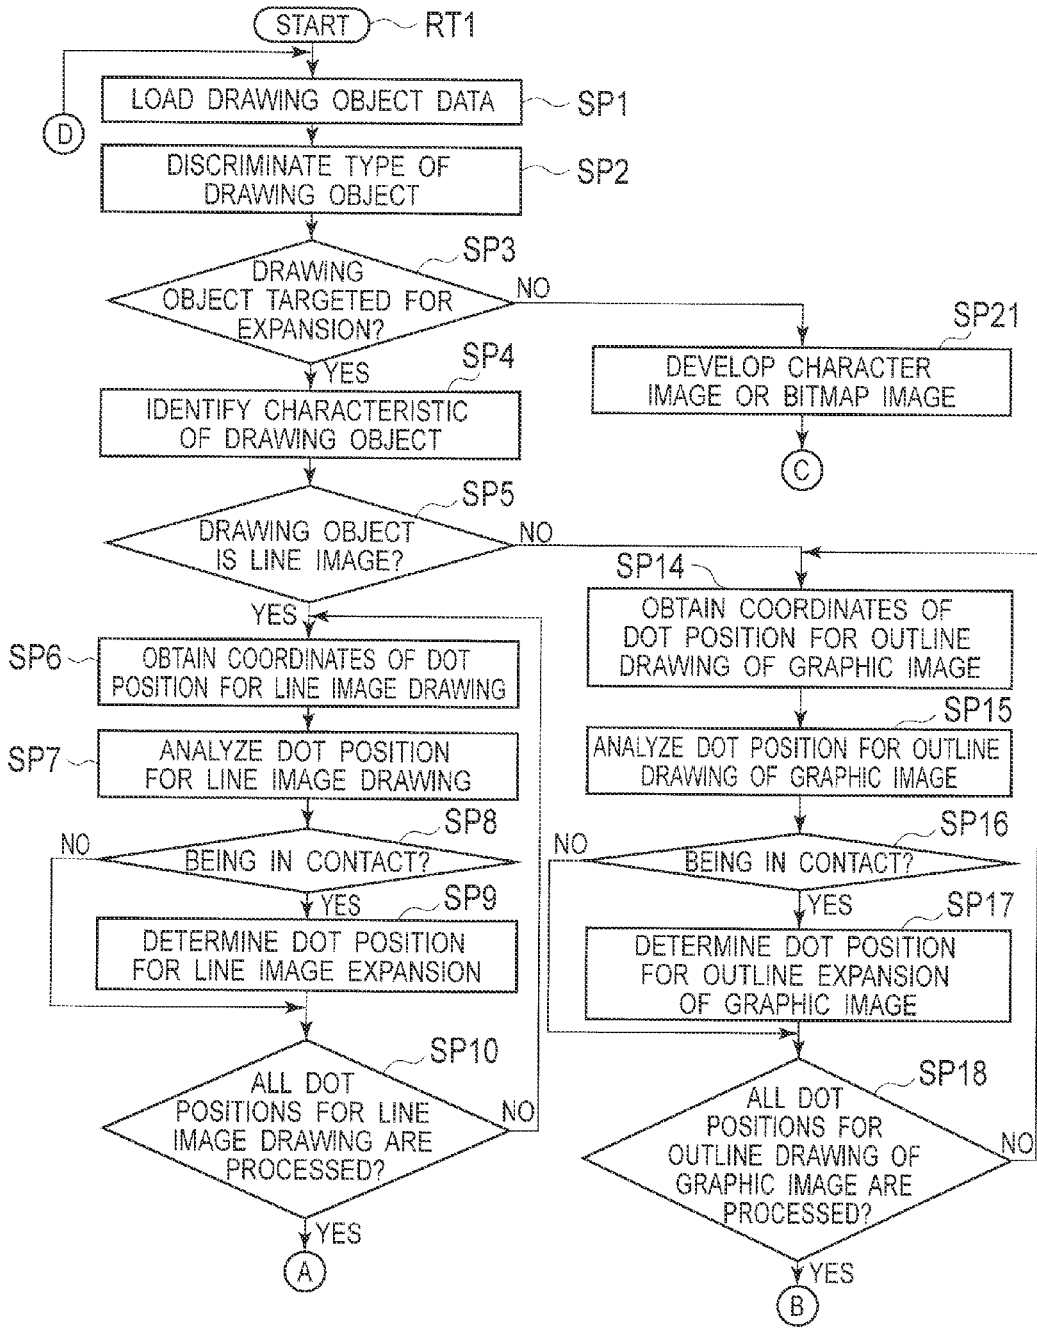 START
RT1
LOAD DRAWING OBJECT DATA
SP1
D
DISCRIMINATE TYPE OF
DRAWING OBJECT
SP2
SP3
DRAWING
OBJECT TARGETED FOR
EXPANSION?
NO
YES
SP4
IDENTIFY CHARACTERISTIC
OF DRAWING OBJECT
SP21
DEVELOP CHARACTER
IMAGE OR BITMAP IMAGE
C
SP5
DRAWING OBJECT
IS LINE IMAGE?
NO
YES
SP6
OBTAIN COORDINATES OF DOT
POSITION FOR LINE IMAGE DRAWING
SP7
ANALYZE DOT POSITION
FOR LINE IMAGE DRAWING
SP8
NO
BEING IN CONTACT?
YES
SP9
DETERMINE DOT POSITION
FOR LINE IMAGE EXPANSION
SP10
ALL DOT
POSITIONS FOR LINE
IMAGE DRAWING ARE
PROCESSED?
NO
YES
A
SP14
OBTAIN COORDINATES OF
DOT POSITION FOR OUTLINE
DRAWING OF GRAPHIC IMAGE
SP15
ANALYZE DOT POSITION FOR OUTLINE
DRAWING OF GRAPHIC IMAGE
SP16
NO
BEING IN CONTACT?
YES
SP17
DETERMINE DOT POSITION
FOR OUTLINE EXPANSION
OF GRAPHIC IMAGE
SP18
ALL DOT
POSITIONS FOR
OUTLINE DRAWING OF
GRAPHIC IMAGE ARE
PROCESSED?
NO
YES
B